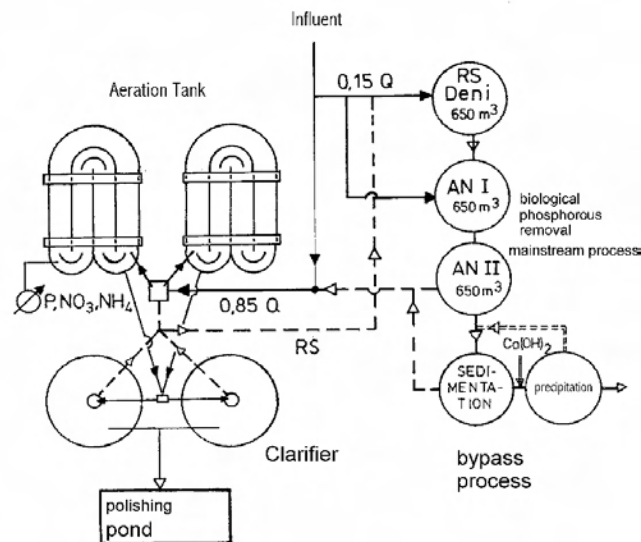 Influent
0,15 Q
RS
Deni
650 m³
Aeration Tank
AN I
650 m³
biological
phosphorous
removal
mainstream process
AN II
650 m³
P,NO₃,NH₄
0,85 Q
RS
Ca(OH)₂
SEDI-
MENTA-
TION
precipitation
Clarifier
bypass
process
polishing
pond